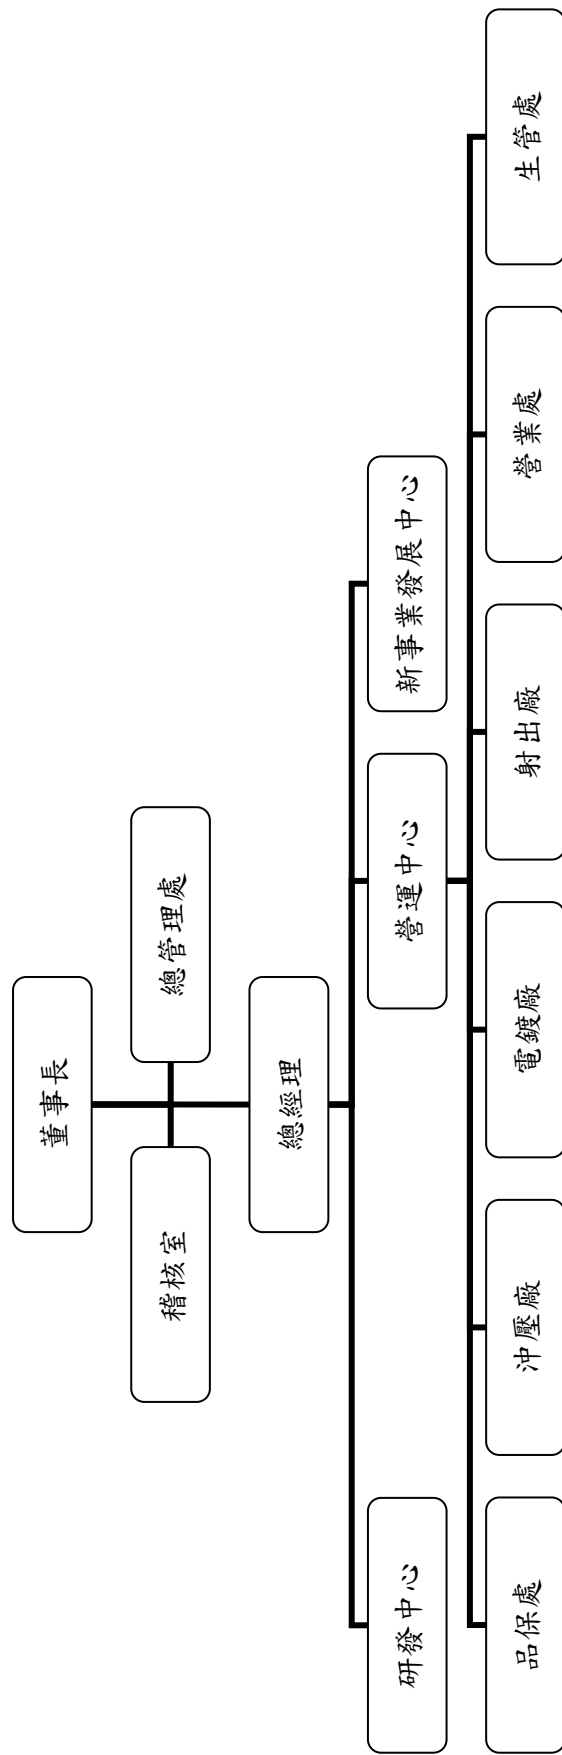 董事長
稽核室
總管理處
總經理
研發中心
營運中心
新事業發展中心
品保處
沖壓廠
電鍍廠
射出廠
營業處
生管處